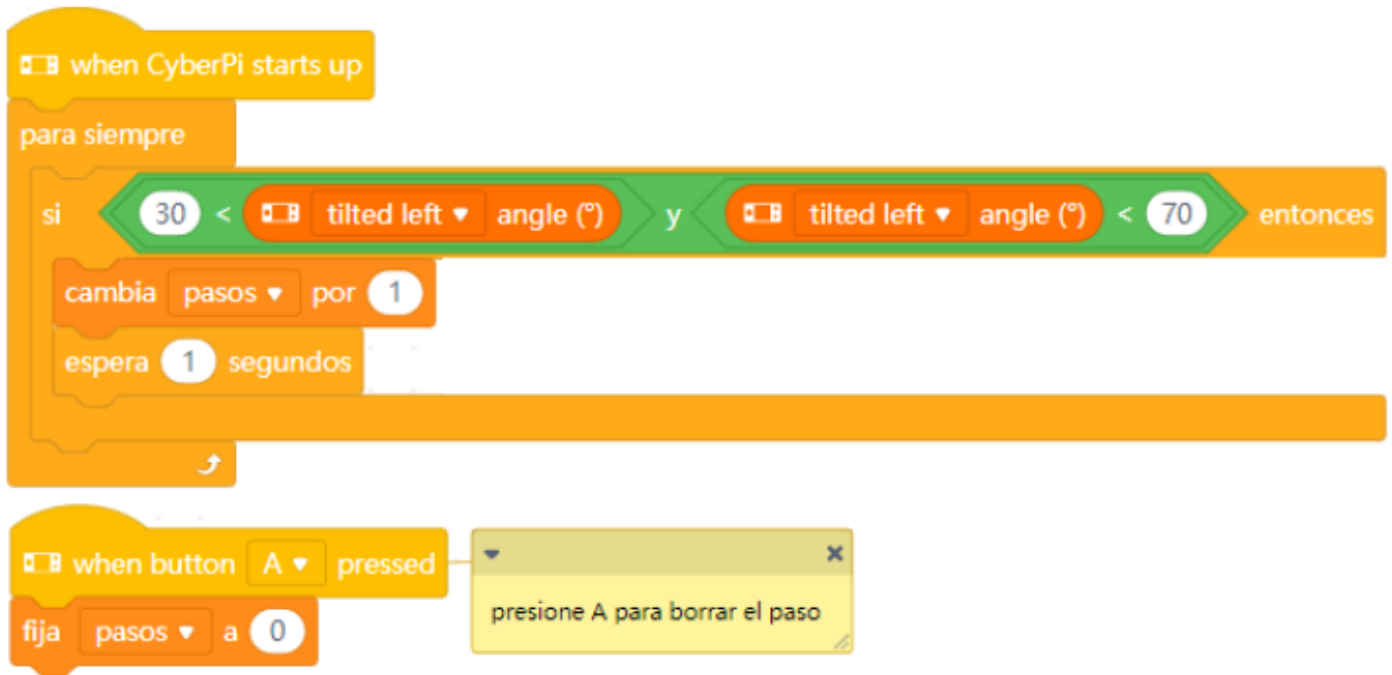 when CyberPi starts up
para siempre
si 30 < tilted left angle (°) y tilted left angle (°) < 70 entonces
cambia pasos por 1
espera 1 segundos
when button A pressed
presione A para borrar el paso
fija pasos a 0